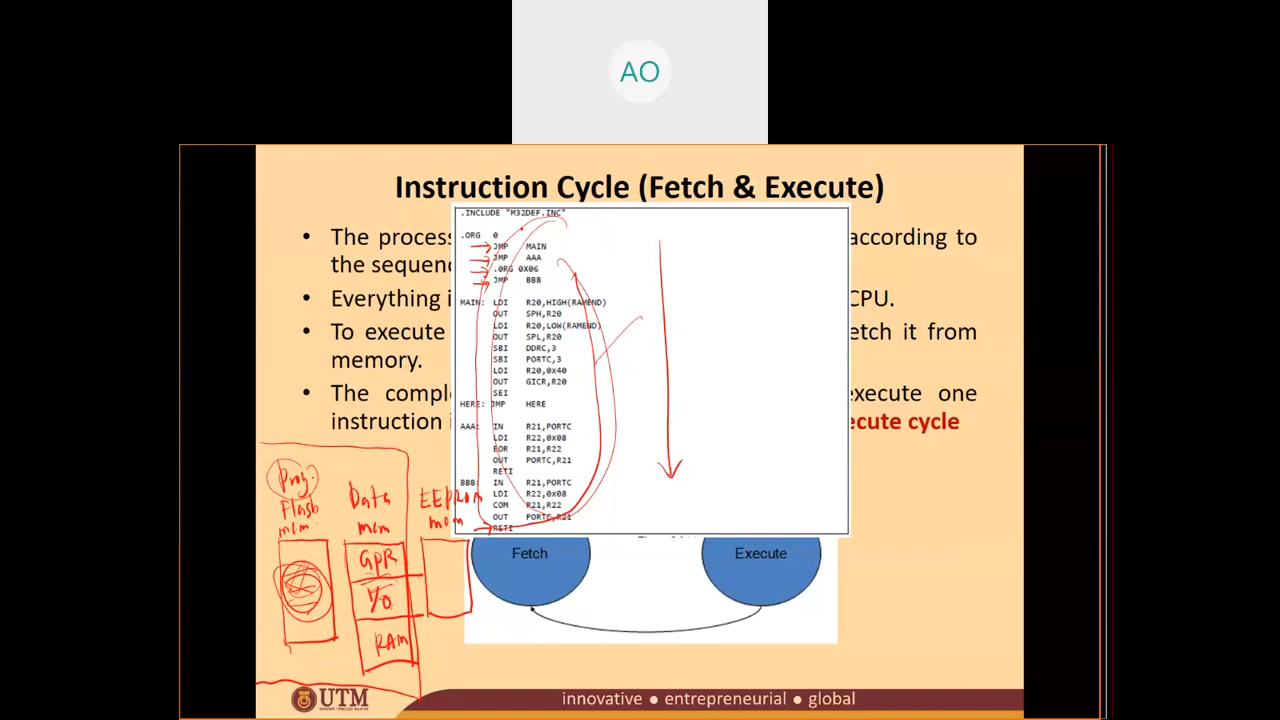 AO
Instruction Cycle (Fetch & Execute)
• The process according to
the sequenc
• Everything i CPU.
• To execute etch it from
memory.
• The comple execute one
instruction i ecute cycle
.INCLUDE "M32DEF.INC"
.ORG 0
JMP MAIN
JMP AAA
.ORG 0X06
JMP BBB
MAIN: LDI R20,HIGH(RAMEND)
OUT SPH,R20
LDI R20,LOW(RAMEND)
OUT SPL,R20
SBI DDRC,3
SBI PORTC,3
LDI R20,0x40
OUT GICR,R20
SEI
HERE: JMP HERE
AAA: IN R21,PORTC
LDI R22,0x08
EOR R21,R22
OUT PORTC,R21
RETI
BBB: IN R21,PORTC
LDI R22,0x08
COM R21,R22
OUT PORTC,R21
RETI
Prog.
Flash
mem.
Data
mem
EEPROM
mem
GPR
I/O
RAM
Fetch
Execute
UTM
innovative ● entrepreneurial ● global